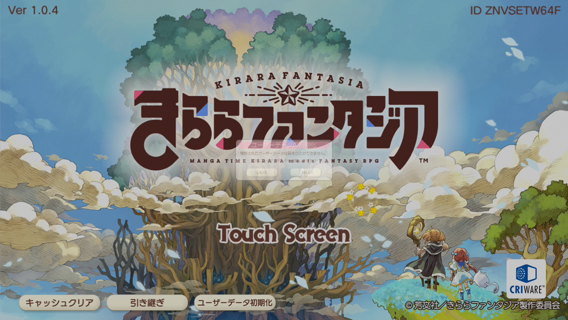 Ver 1.0.4
ID ZNVSETW64F
KIRARA FANTASIA
きららファンタジア
MANGA TIME KIRARA meets FANTASY RPG
TM
Touch Screen
キャッシュクリア
引き継ぎ
ユーザーデータ初期化
CRIWARE
©芳文社／きららファンタジア製作委員会